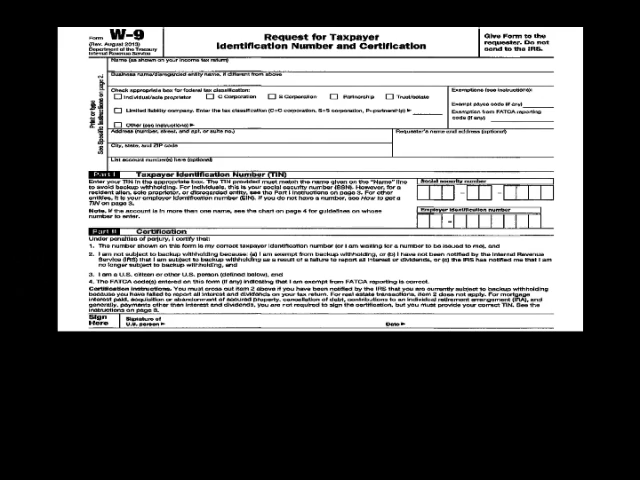 Form W-9
(Rev. August 2013)
Department of the Treasury
Internal Revenue Service
Request for Taxpayer
Identification Number and Certification
Give Form to the
requester. Do not
send to the IRS.
Print or type
See Specific Instructions on page 2.
Name (as shown on your income tax return)
Business name/disregarded entity name, if different from above
Check appropriate box for federal tax classification:
Individual/sole proprietor C Corporation S Corporation Partnership Trust/estate
Limited liability company. Enter the tax classification (C=C corporation, S=S corporation, P=partnership) ▶
Other (see instructions) ▶
Exemptions (see instructions):
Exempt payee code (if any)
Exemption from FATCA reporting
code (if any)
Address (number, street, and apt. or suite no.)
Requester's name and address (optional)
City, state, and ZIP code
List account number(s) here (optional)
Part I Taxpayer Identification Number (TIN)
Enter your TIN in the appropriate box. The TIN provided must match the name given on the "Name" line
to avoid backup withholding. For individuals, this is your social security number (SSN). However, for a
resident alien, sole proprietor, or disregarded entity, see the Part I instructions on page 3. For other
entities, it is your employer identification number (EIN). If you do not have a number, see How to get a
TIN on page 3.
Note. If the account is in more than one name, see the chart on page 4 for guidelines on whose
number to enter.
Social security number
– –
Employer identification number
–
Part II Certification
Under penalties of perjury, I certify that:
1. The number shown on this form is my correct taxpayer identification number (or I am waiting for a number to be issued to me), and
2. I am not subject to backup withholding because: (a) I am exempt from backup withholding, or (b) I have not been notified by the Internal Revenue
Service (IRS) that I am subject to backup withholding as a result of a failure to report all interest or dividends, or (c) the IRS has notified me that I am
no longer subject to backup withholding, and
3. I am a U.S. citizen or other U.S. person (defined below), and
4. The FATCA code(s) entered on this form (if any) indicating that I am exempt from FATCA reporting is correct.
Certification instructions. You must cross out item 2 above if you have been notified by the IRS that you are currently subject to backup withholding
because you have failed to report all interest and dividends on your tax return. For real estate transactions, item 2 does not apply. For mortgage
interest paid, acquisition or abandonment of secured property, cancellation of debt, contributions to an individual retirement arrangement (IRA), and
generally, payments other than interest and dividends, you are not required to sign the certification, but you must provide your correct TIN. See the
instructions on page 3.
Sign
Here
Signature of
U.S. person ▶
Date ▶